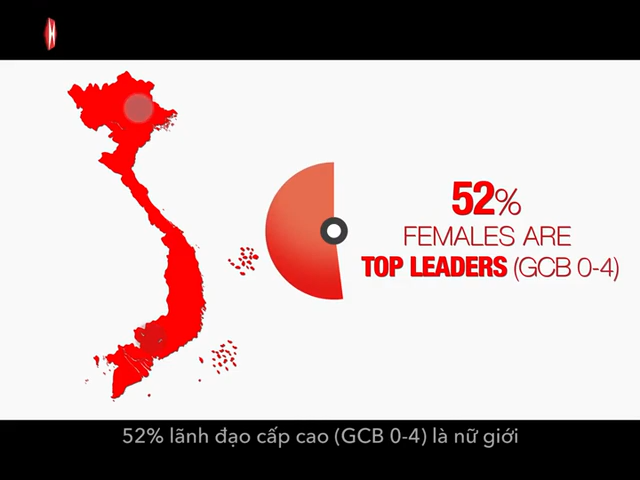 52%
FEMALES ARE
TOP LEADERS (GCB 0-4)
52% lãnh đạo cấp cao (GCB 0-4) là nữ giới